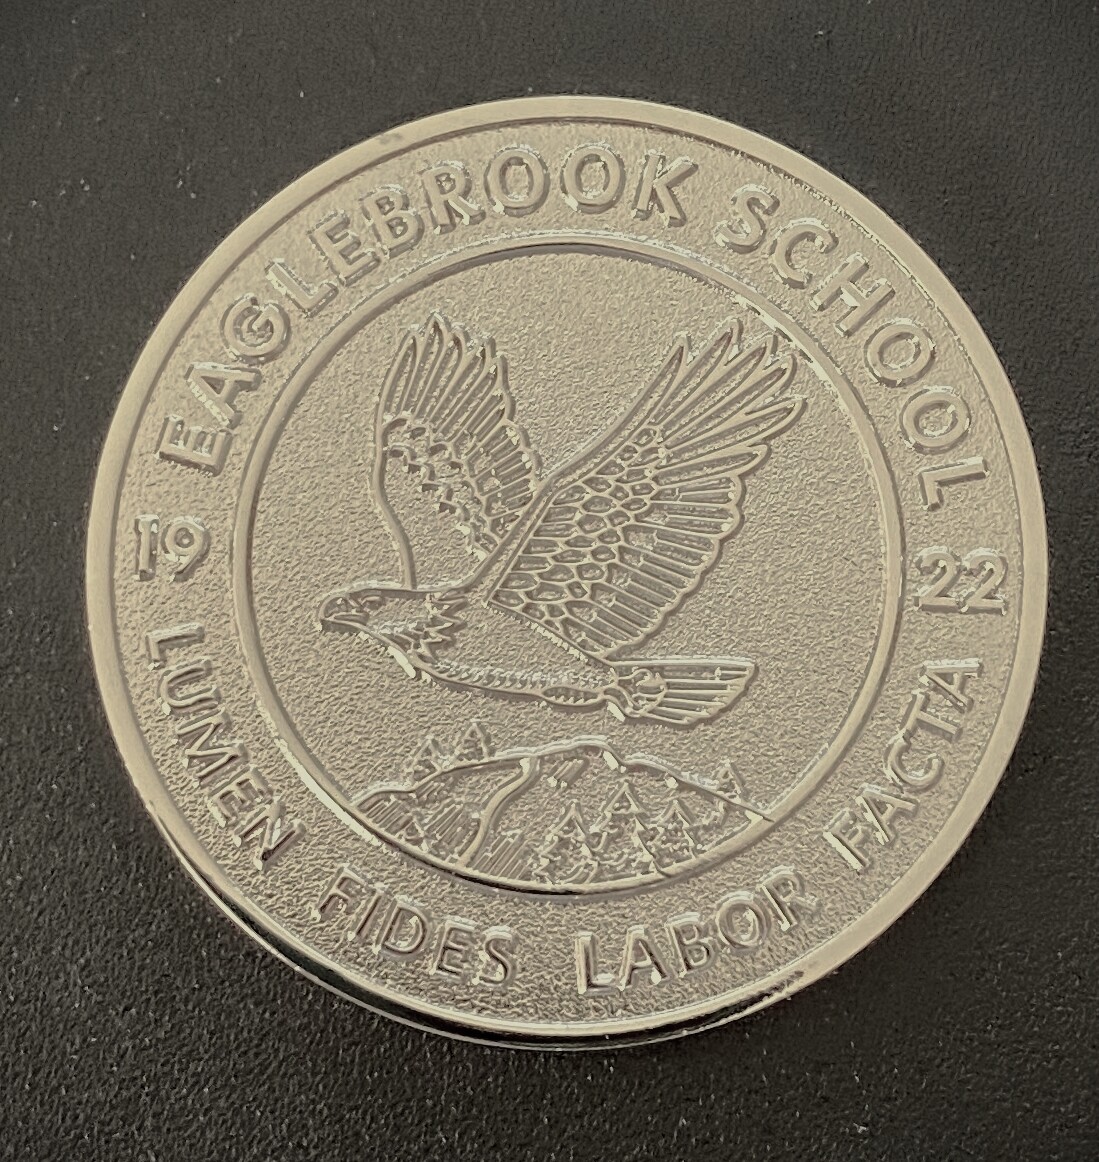 EAGLEBROOK SCHOOL
19 22
LUMEN FIDES LABOR FACTA